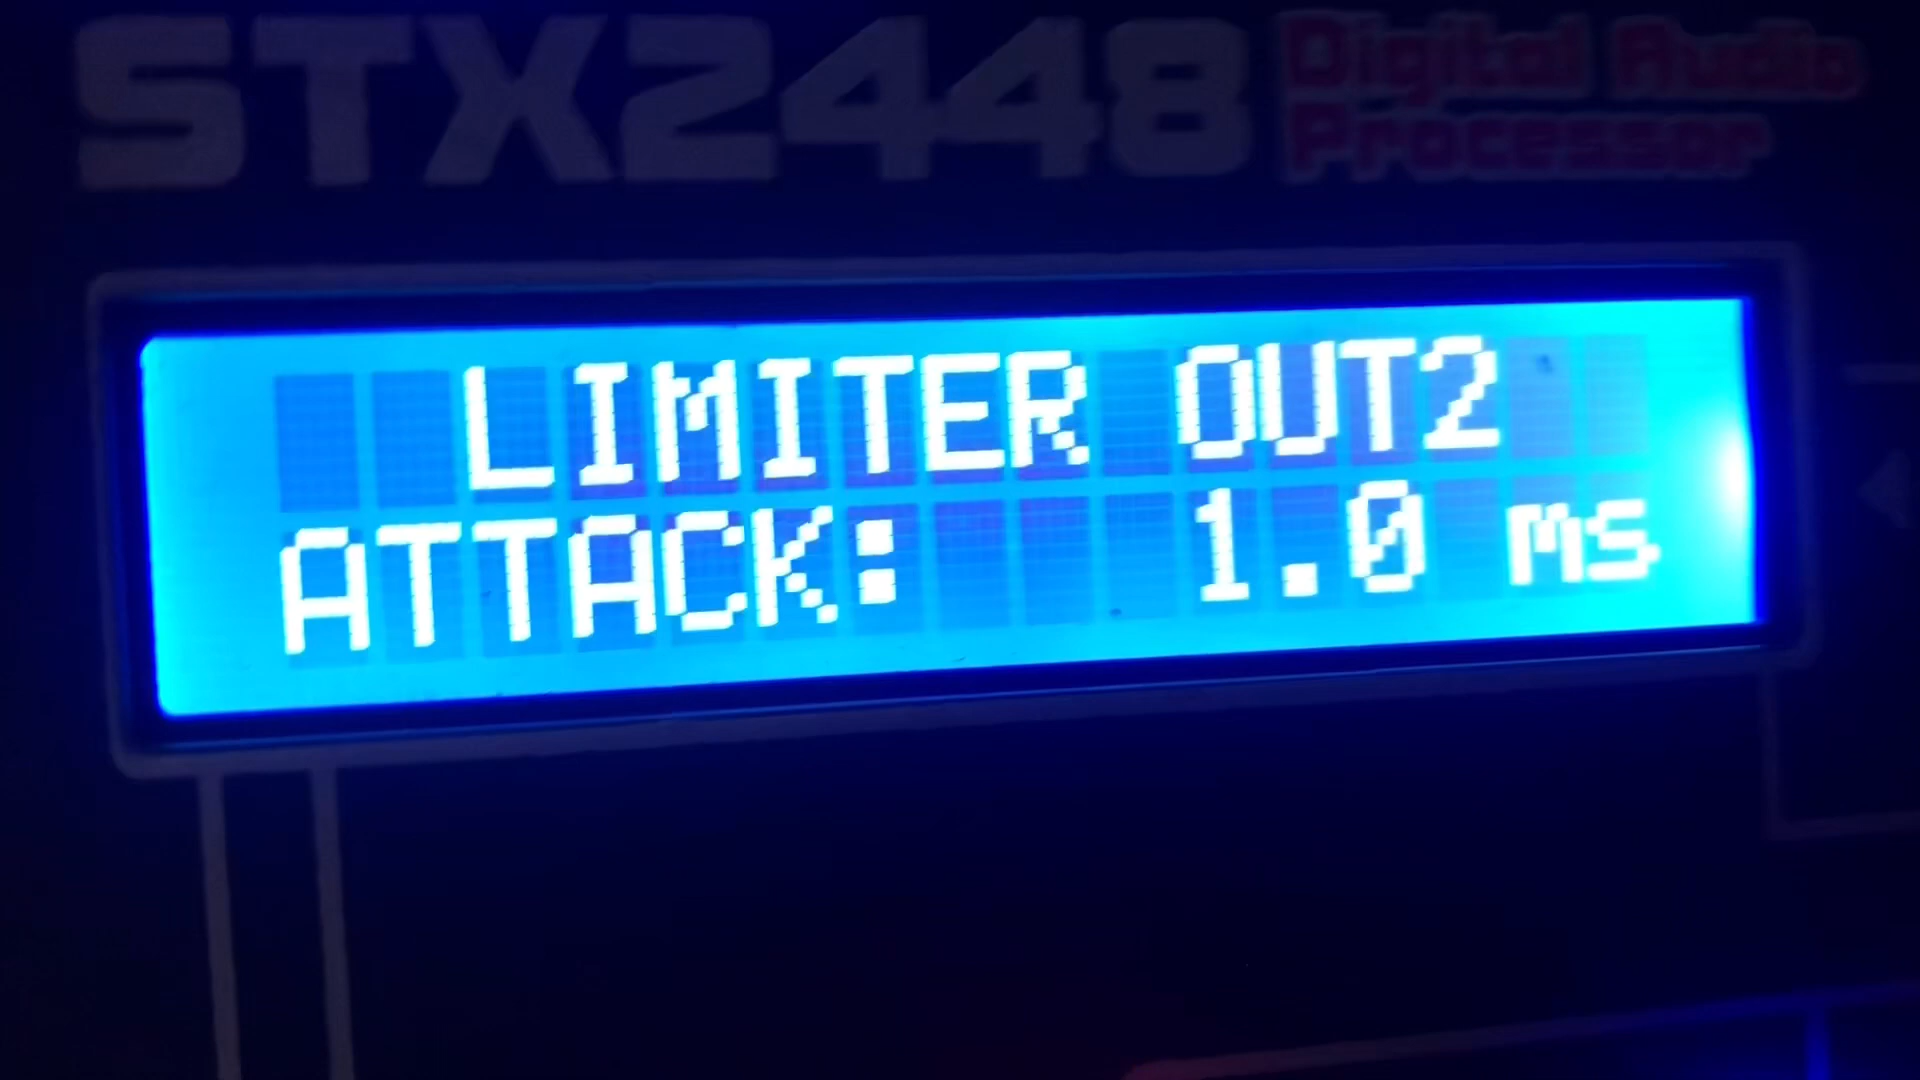 STX2448 Digital Audio
Processor
LIMITER OUT2
ATTACK: 1.0 ms